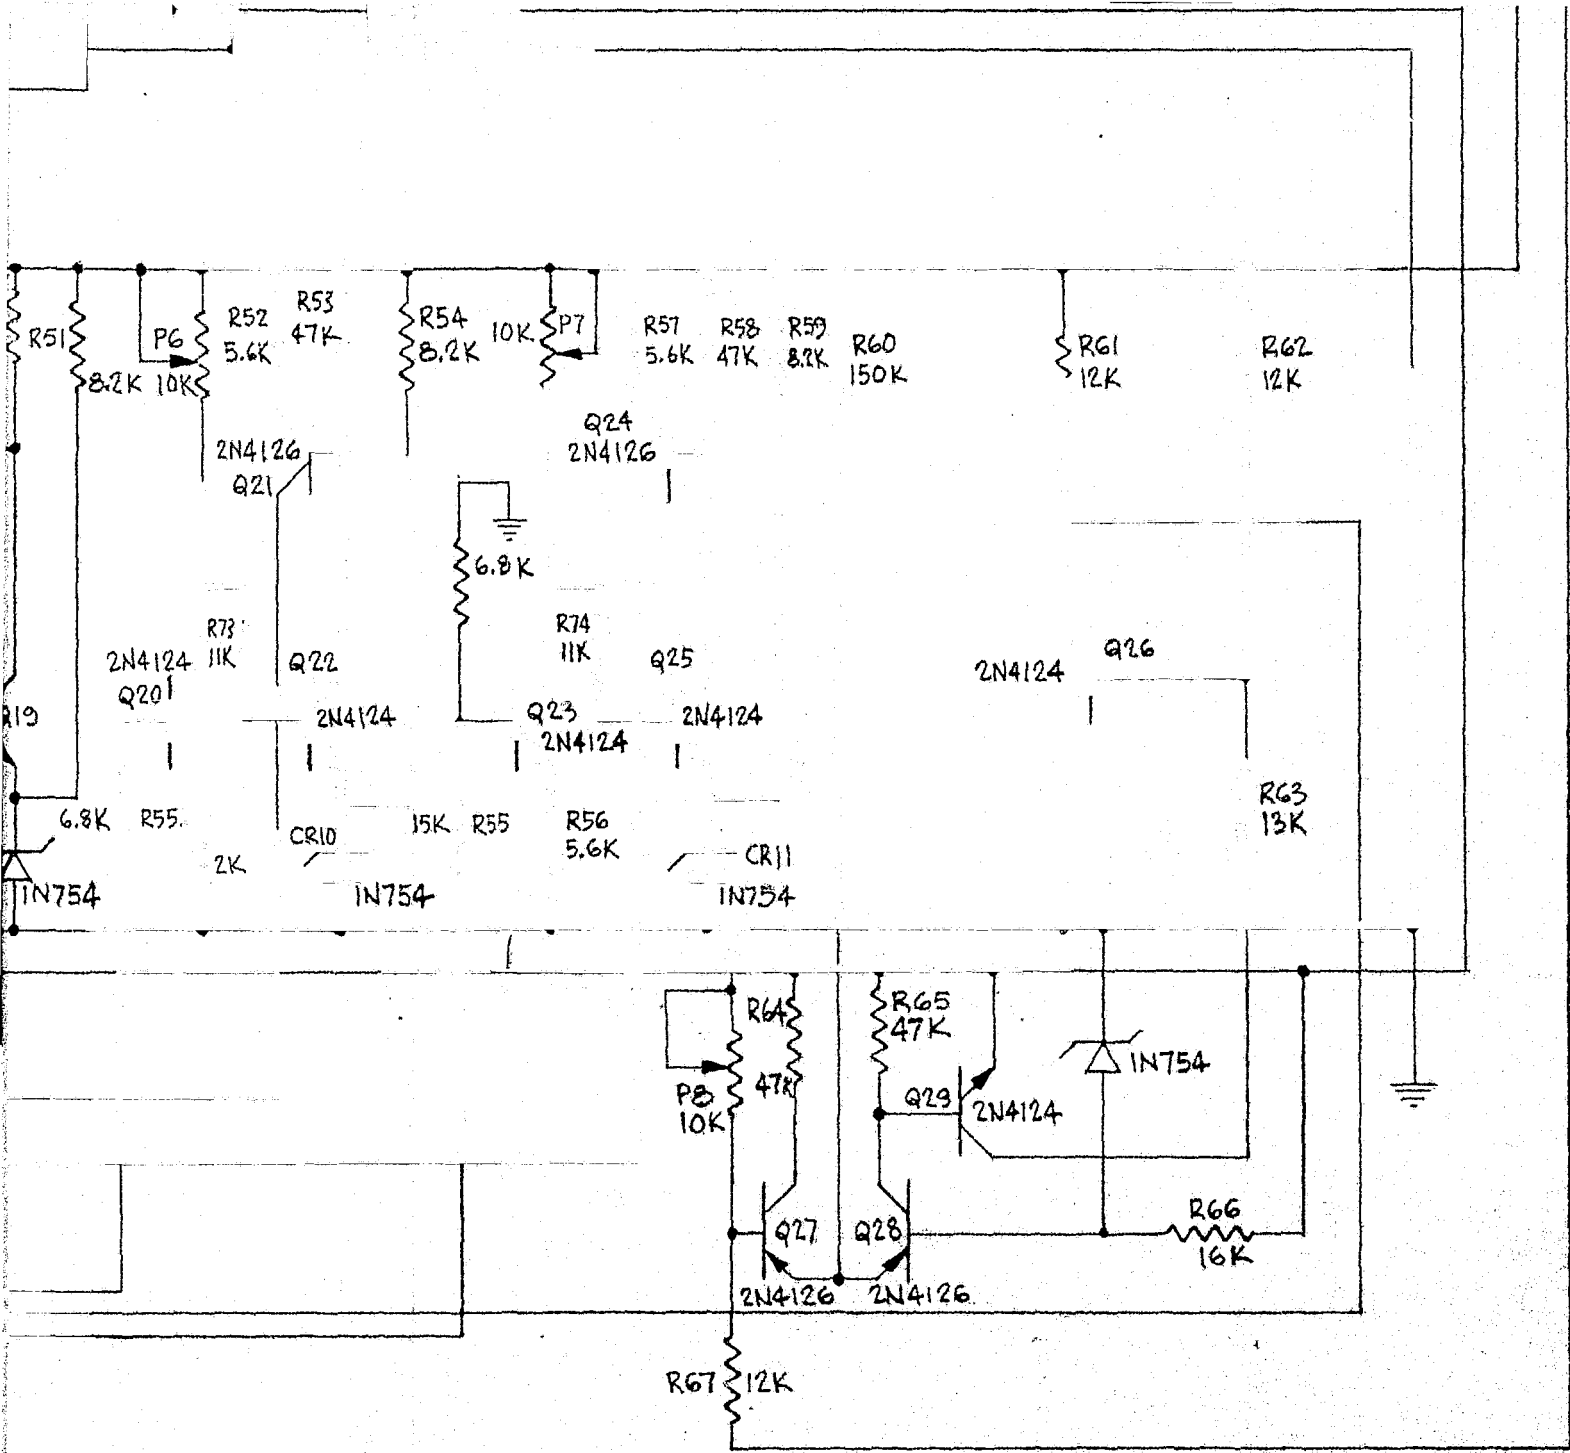 R51
8.2K
P6
10K
R52
5.6K
R53
47K
R54
8.2K
10K
P7
R57
5.6K
R58
47K
R59
8.2K
R60
150K
R61
12K
R62
12K
2N4126
Q21
Q24
2N4126
6.8K
R73
11K
R74
11K
2N4124
Q20
Q22
2N4124
Q23
2N4124
Q25
2N4124
Q26
2N4124
Q19
6.8K
R55
2K
CR10
1N754
1N754
15K
R55
R56
5.6K
CR11
1N754
R63
13K
R64
47K
P8
10K
R65
47K
Q29
2N4124
1N754
Q27
2N4126
Q28
2N4126
R66
16K
R67
12K